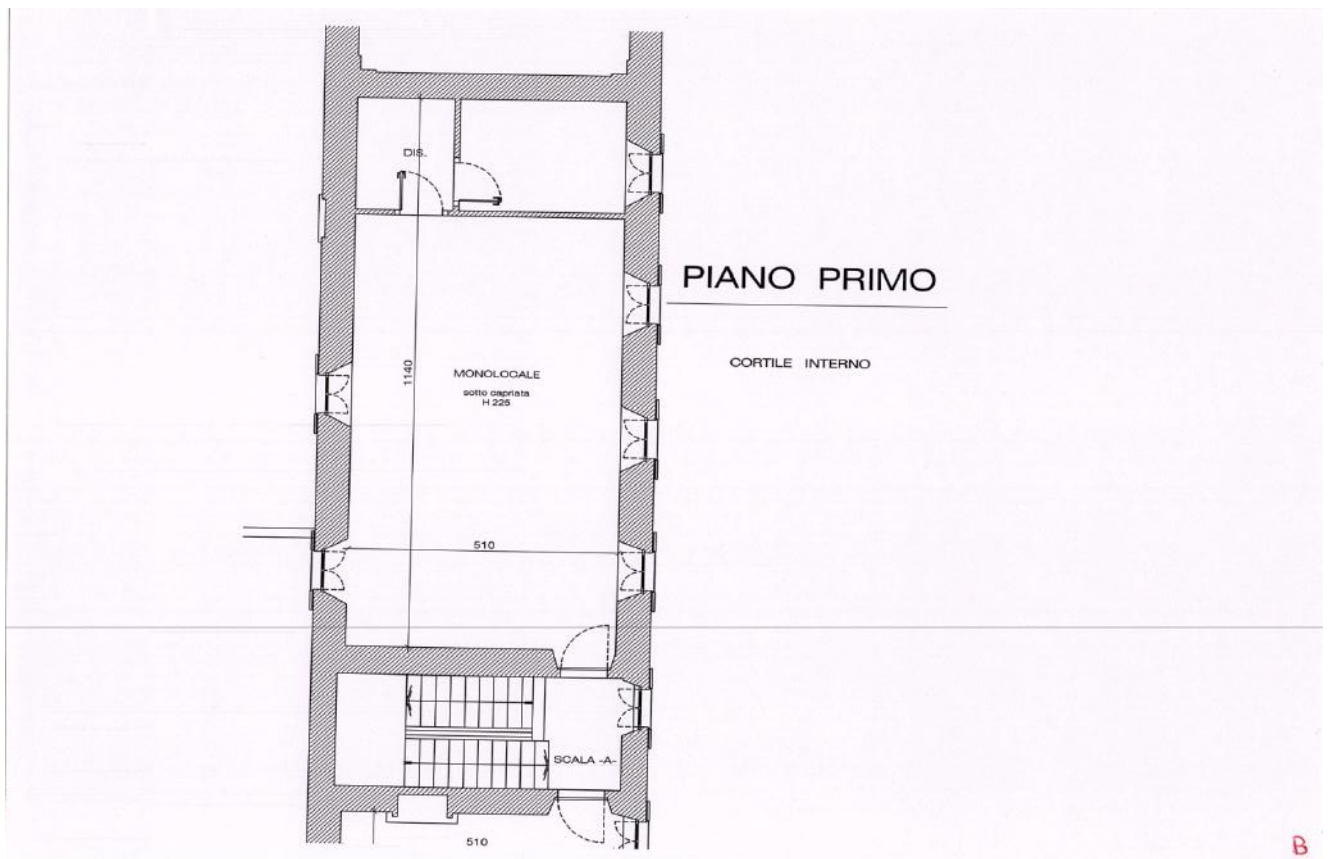 DIS.
PIANO PRIMO
CORTILE INTERNO
1140
MONOLOCALE
sotto capriata
H 225
510
SCALA -A-
510
B